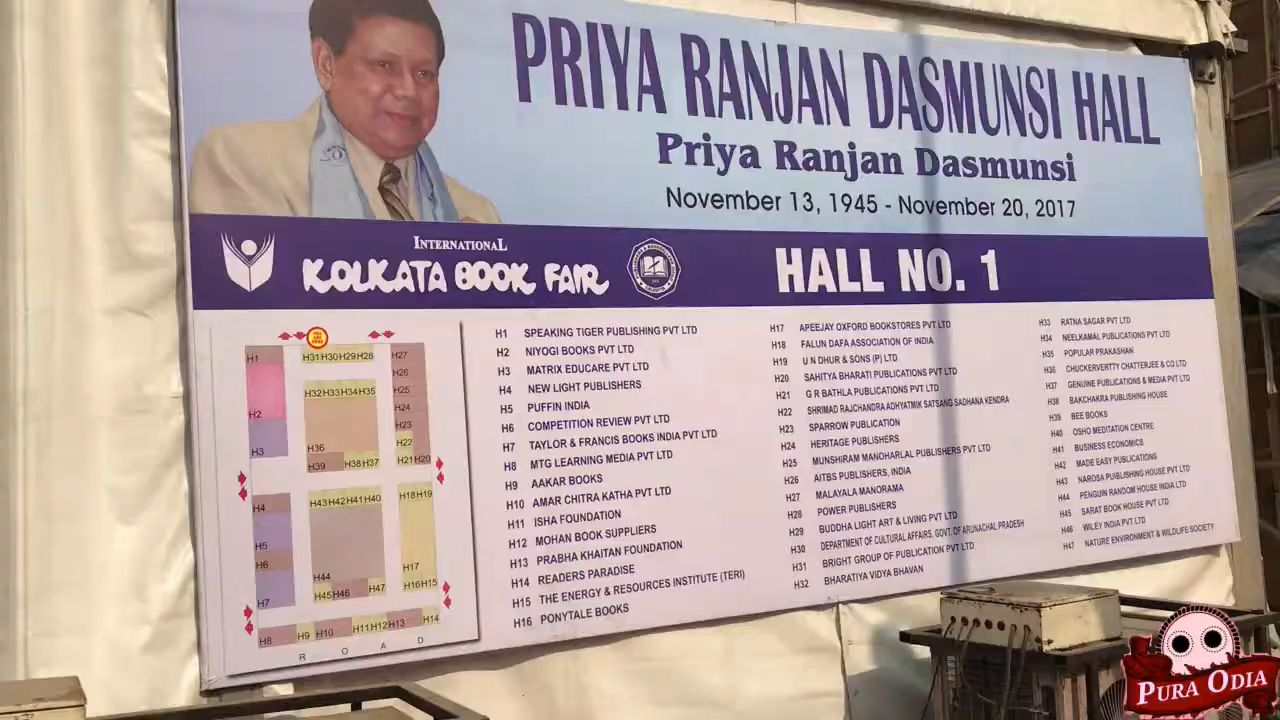 PRIYA RANJAN DASMUNSI HALL
Priya Ranjan Dasmunsi
November 13, 1945 - November 20, 2017
INTERNATIONAL
KOLKATA BOOK FAIR
HALL NO. 1
YOU ARE HERE
H1 H31 H30 H29 H28 H27
H26
H32 H33 H34 H35 H25
H2 H24
H23
H3 H36 H22
H39 H38 H37 H21 H20
H4 H43 H42 H41 H40 H18 H19
H5
H6 H44 H17
H7 H45 H46 H47 H16 H15
H8 H9 H10 H11 H12 H13 H14
R O A D
H1 SPEAKING TIGER PUBLISHING PVT LTD
H2 NIYOGI BOOKS PVT LTD
H3 MATRIX EDUCARE PVT LTD
H4 NEW LIGHT PUBLISHERS
H5 PUFFIN INDIA
H6 COMPETITION REVIEW PVT LTD
H7 TAYLOR & FRANCIS BOOKS INDIA PVT LTD
H8 MTG LEARNING MEDIA PVT LTD
H9 AAKAR BOOKS
H10 AMAR CHITRA KATHA PVT LTD
H11 ISHA FOUNDATION
H12 MOHAN BOOK SUPPLIERS
H13 PRABHA KHAITAN FOUNDATION
H14 READERS PARADISE
H15 THE ENERGY & RESOURCES INSTITUTE (TERI)
H16 PONYTALE BOOKS
H17 APEEJAY OXFORD BOOKSTORES PVT LTD
H18 FALUN DAFA ASSOCIATION OF INDIA
H19 U N DHUR & SONS (P) LTD
H20 SAHITYA BHARATI PUBLICATIONS PVT LTD
H21 G R BATHLA PUBLICATIONS PVT LTD
H22 SHRIMAD RAJCHANDRA ADHYATMIK SATSANG SADHANA KENDRA
H23 SPARROW PUBLICATION
H24 HERITAGE PUBLISHERS
H25 MUNSHIRAM MANOHARLAL PUBLISHERS PVT LTD
H26 AITBS PUBLISHERS, INDIA
H27 MALAYALA MANORAMA
H28 POWER PUBLISHERS
H29 BUDDHA LIGHT ART & LIVING PVT LTD
H30 DEPARTMENT OF CULTURAL AFFAIRS, GOVT. OF ARUNACHAL PRADESH
H31 BRIGHT GROUP OF PUBLICATION PVT LTD
H32 BHARATIYA VIDYA BHAVAN
H33 RATNA SAGAR PVT LTD
H34 NEELKAMAL PUBLICATIONS PVT LTD
H35 POPULAR PRAKASHAN
H36 CHUCKERVERTTY CHATTERJEE & CO LTD
H37 GENUINE PUBLICATIONS & MEDIA PVT LTD
H38 BAKCHAKRA PUBLISHING HOUSE
H39 BEE BOOKS
H40 OSHO MEDITATION CENTRE
H41 BUSINESS ECONOMICS
H42 MADE EASY PUBLICATIONS
H43 NAROSA PUBLISHING HOUSE PVT LTD
H44 PENGUIN RANDOM HOUSE INDIA LTD
H45 SARAT BOOK HOUSE PVT LTD
H46 WILEY INDIA PVT LTD
H47 NATURE ENVIRONMENT & WILDLIFE SOCIETY
PURA ODIA